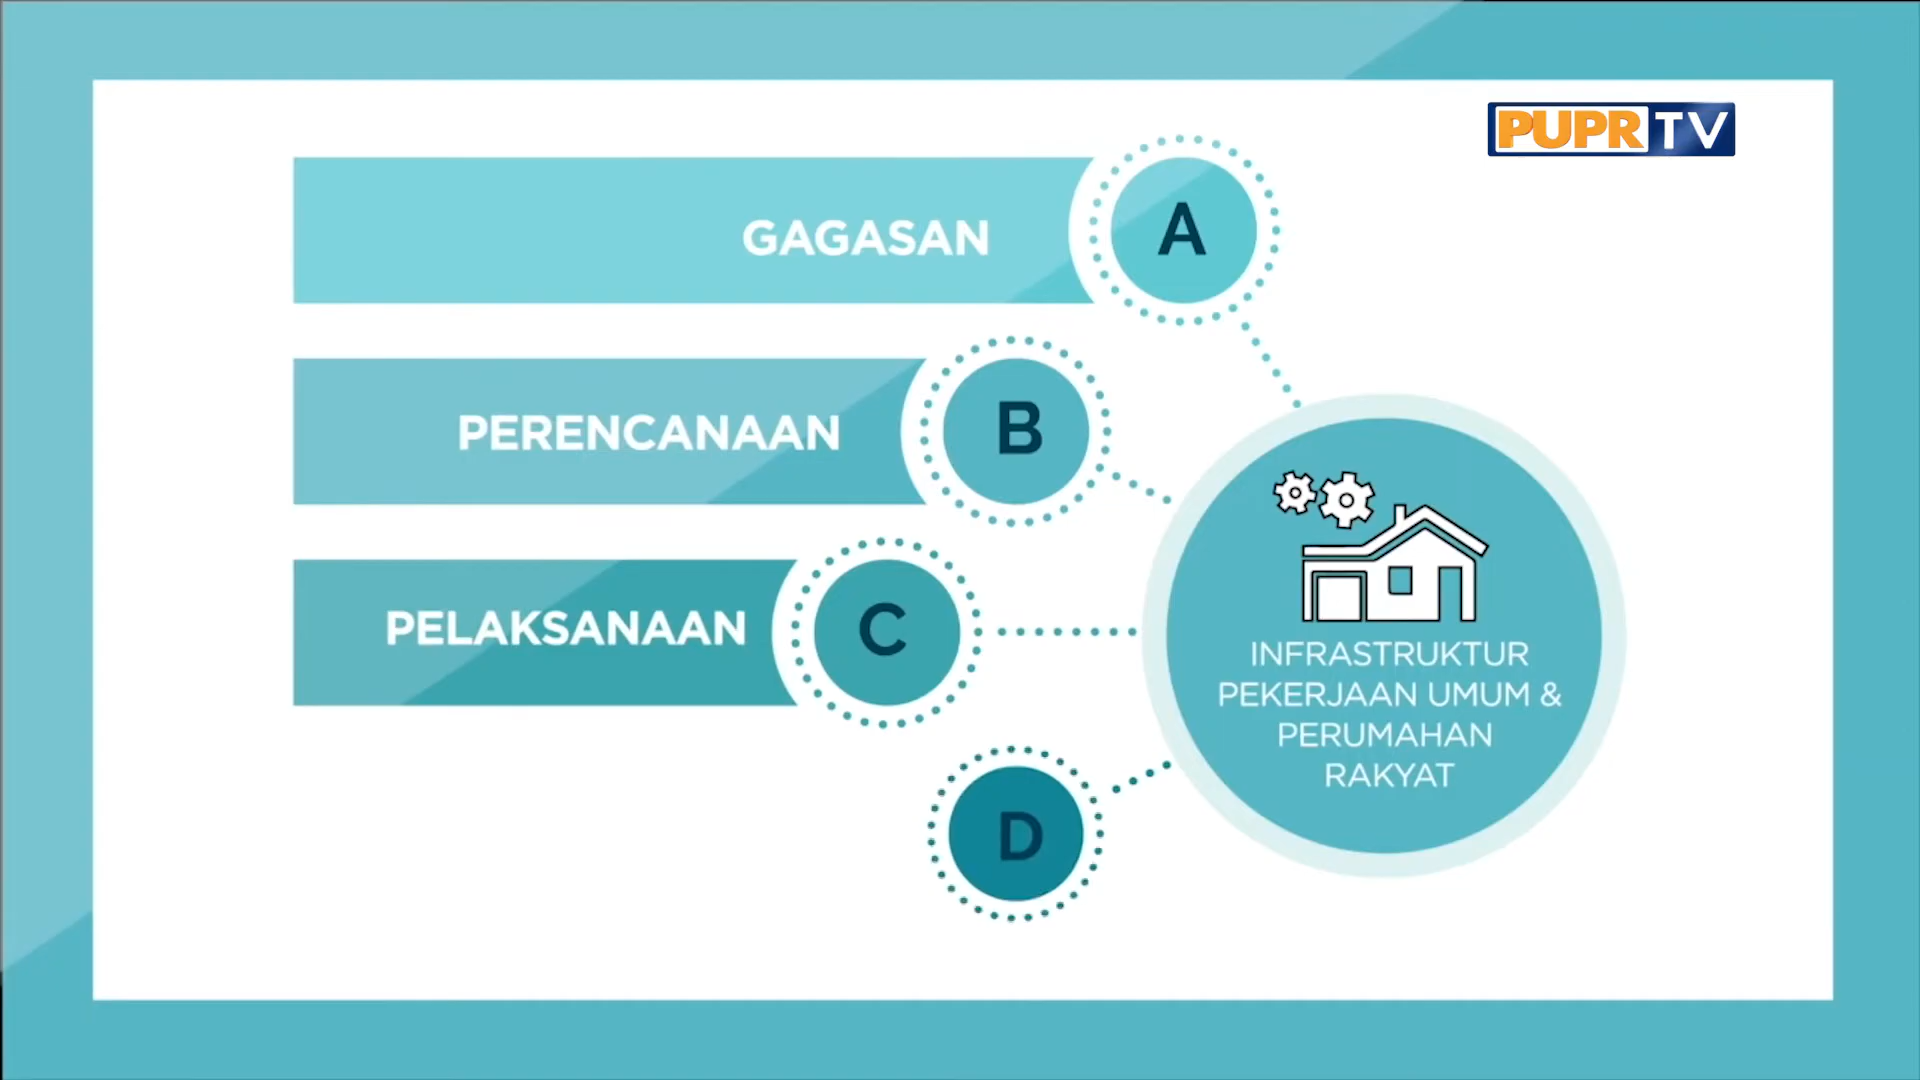 PUPR TV
GAGASAN
A
PERENCANAAN
B
PELAKSANAAN
C
D
INFRASTRUKTUR
PEKERJAAN UMUM &
PERUMAHAN
RAKYAT